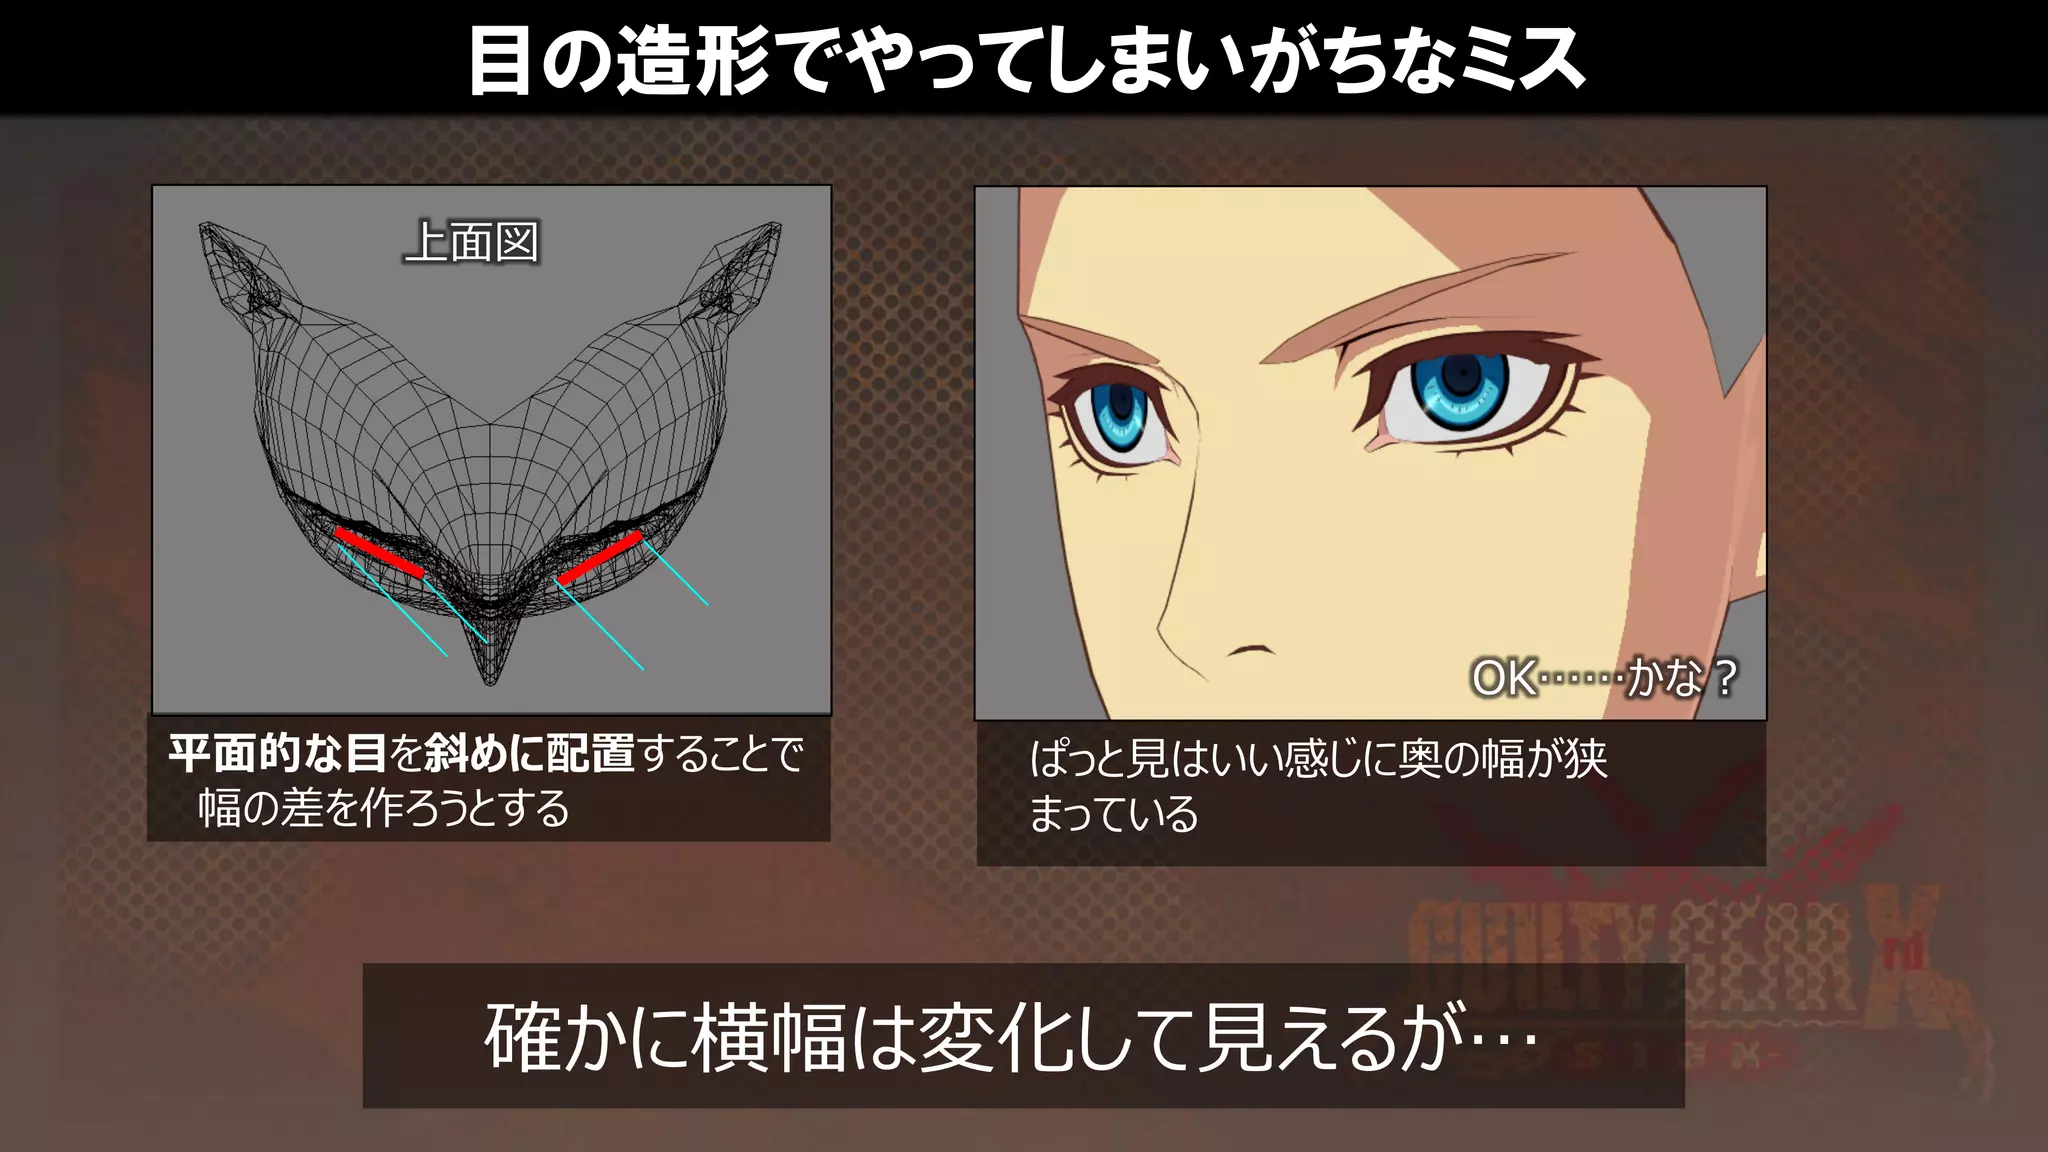 目の造形でやってしまいがちなミス
上面図
平面的な目を斜めに配置することで
幅の差を作ろうとする
OK……かな？
ぱっと見はいい感じに奥の幅が狭
まっている
GUILTY GEAR Xrd
-SIGN-
確かに横幅は変化して見えるが…